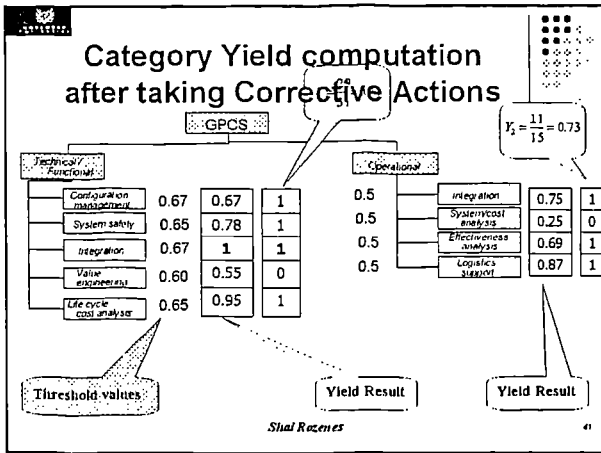 Category Yield computation
after taking Corrective Actions
GPCS
Y₂ = 11/15 = 0.73
Technical / Functional
Operational
Configuration management 0.67 0.67 1
System safety 0.65 0.78 1
Integration 0.67 1 1
Value engineering 0.60 0.55 0
Life cycle cost analyses 0.65 0.95 1
0.5 Integration 0.75 1
0.5 System/cost analysis 0.25 0
0.5 Effectiveness analysis 0.69 1
0.5 Logistics support 0.87 1
Threshold values
Yield Result
Yield Result
Shai Rozenes
41